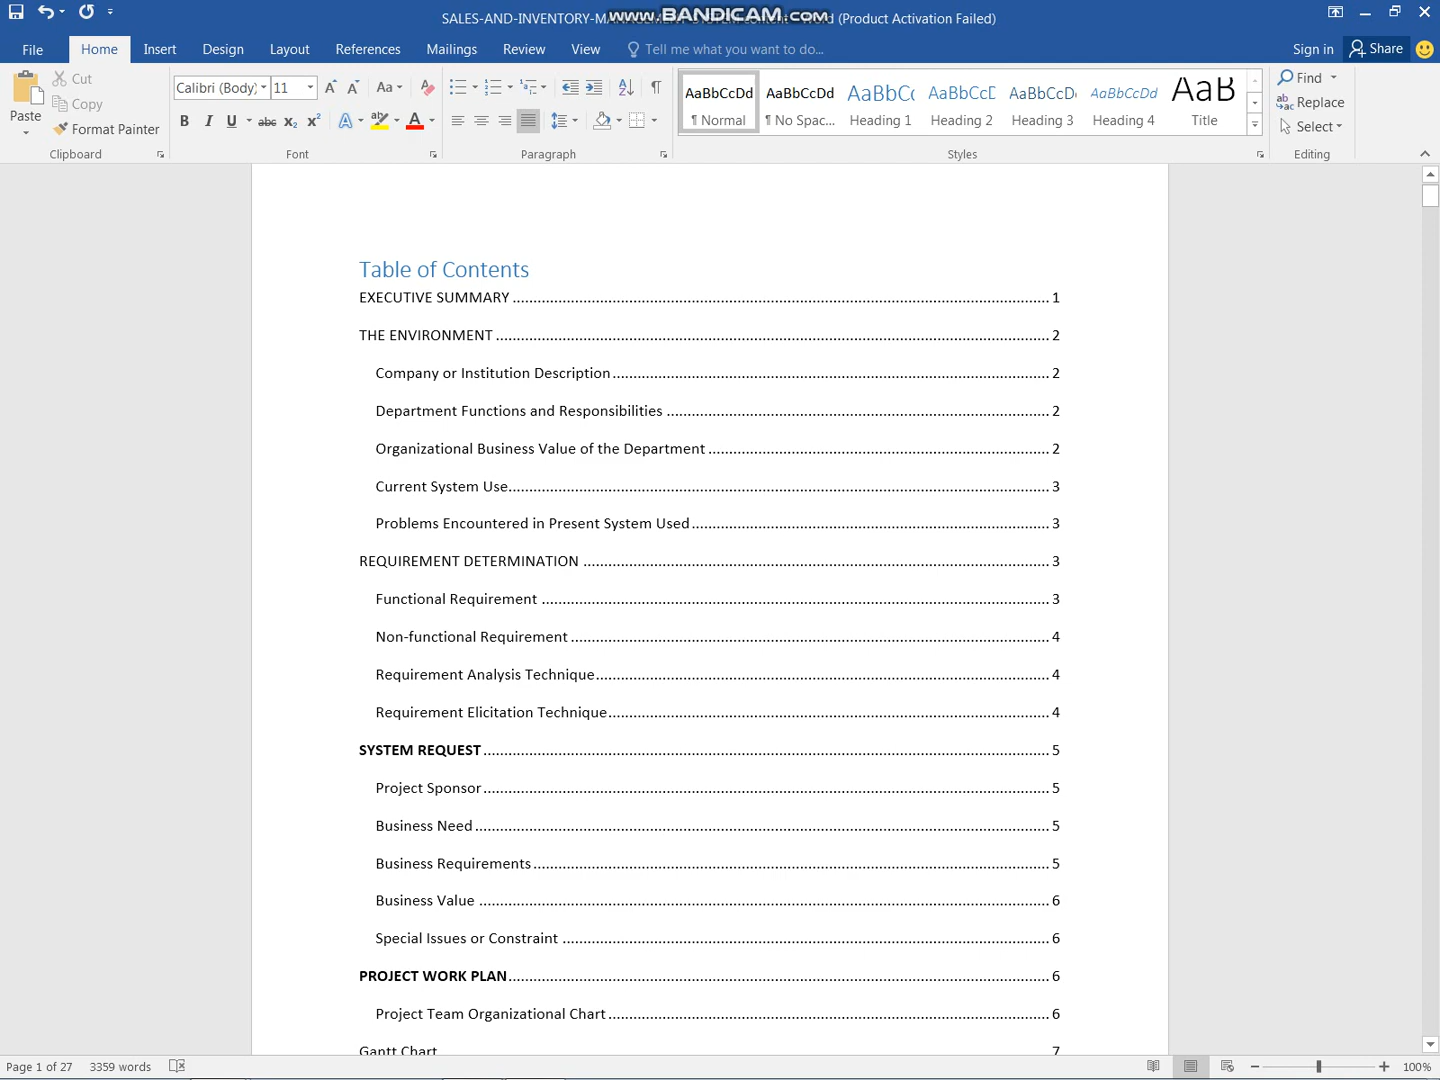 SALES-AND-INVENTORY-M
www.BANDICAM.com
(Product Activation Failed)
File Home Insert Design Layout References Mailings Review View Tell me what you want to do... Sign in Share
Cut
Copy
Format Painter
Paste
Clipboard
Calibri (Body) 11
Font
Paragraph
AaBbCcDd AaBbCcDd AaBbCc AaBbCcD AaBbCcD AaBbCcDd AaB
¶ Normal ¶ No Spac... Heading 1 Heading 2 Heading 3 Heading 4 Title
Styles
Find
Replace
Select
Editing
Table of Contents
EXECUTIVE SUMMARY 1
THE ENVIRONMENT 2
Company or Institution Description 2
Department Functions and Responsibilities 2
Organizational Business Value of the Department 2
Current System Use 3
Problems Encountered in Present System Used 3
REQUIREMENT DETERMINATION 3
Functional Requirement 3
Non-functional Requirement 4
Requirement Analysis Technique 4
Requirement Elicitation Technique 4
SYSTEM REQUEST 5
Project Sponsor 5
Business Need 5
Business Requirements 5
Business Value 6
Special Issues or Constraint 6
PROJECT WORK PLAN 6
Project Team Organizational Chart 6
Gantt Chart 7
Page 1 of 27 3359 words 100%